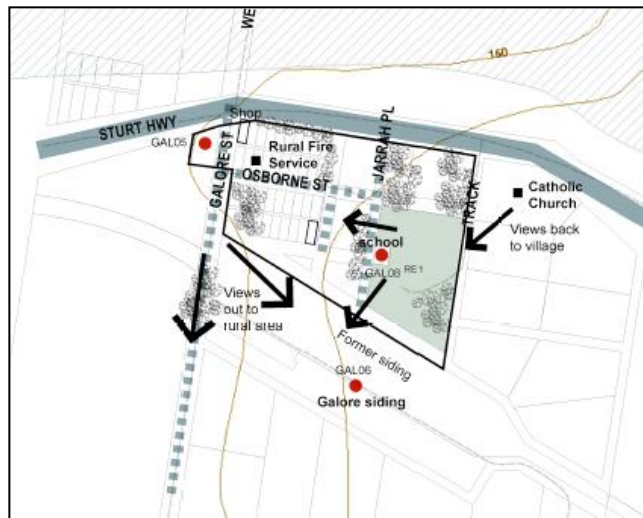 WE
160
STURT HWY
Shop
GAL05
GALORE ST
Rural Fire
Service
OSBORNE ST
JARRAH PL
TRACK
Catholic
Church
Views back
to village
school
GAL08 RE1
Views
out to
rural area
Former siding
GAL06
Galore siding